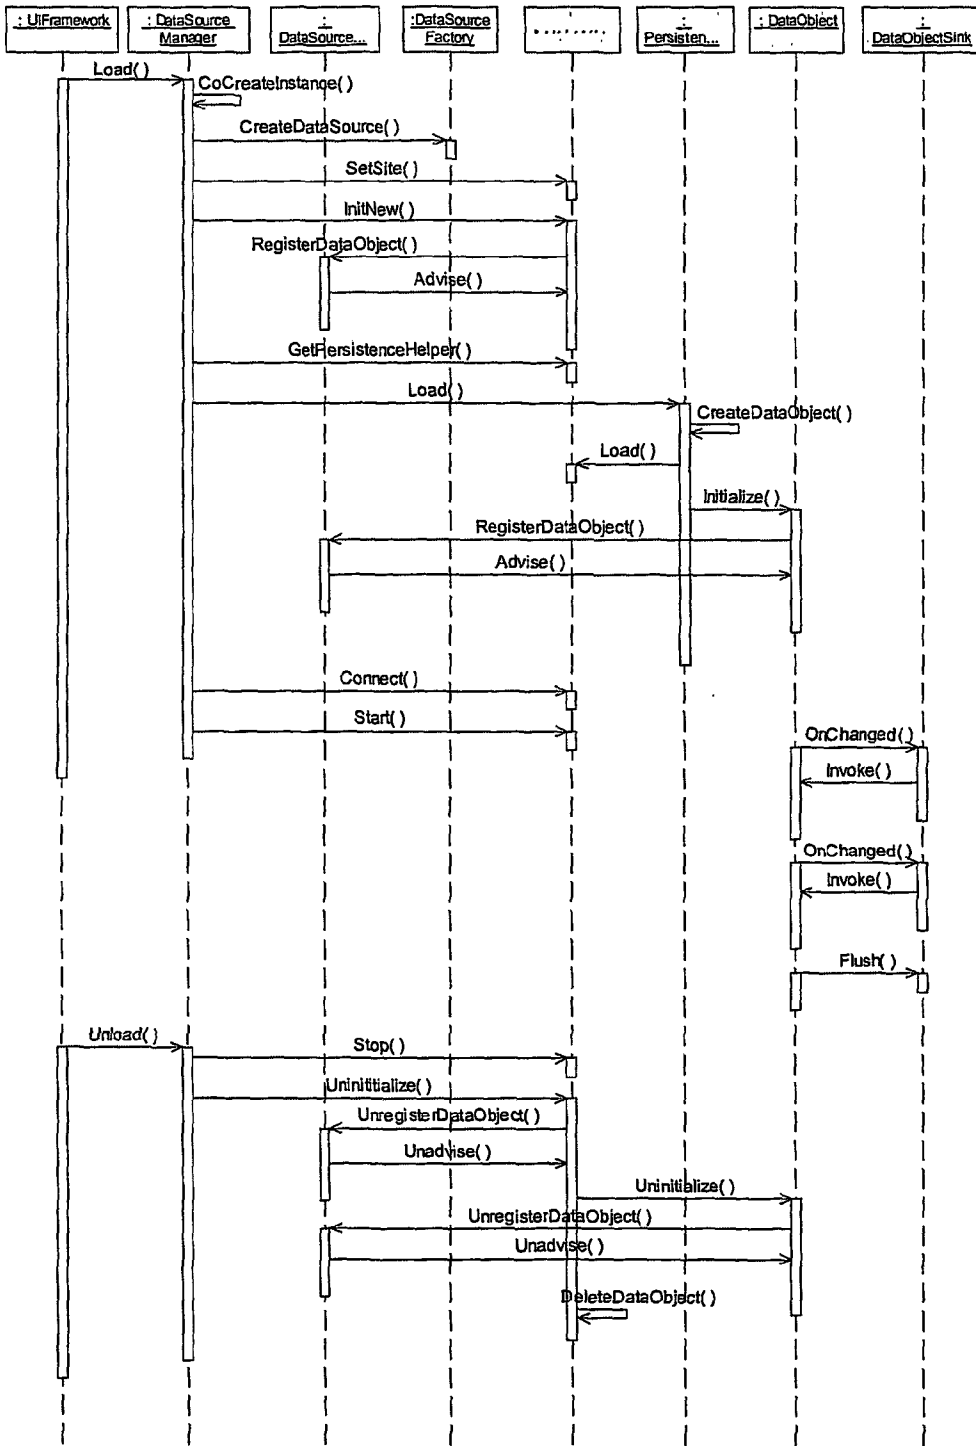 : UiFramework
: DataSource
Manager
:
DataSource...
:DataSource
Factory
:
Persisten...
: DataObject
:
DataObjectSink
Load( )
CoCreateInstance( )
CreateDataSource( )
SetSite( )
InitNew( )
RegisterDataObject( )
Advise( )
GetPersistenceHelper( )
Load( )
CreateDataObject( )
Load( )
Initialize( )
RegisterDataObject( )
Advise( )
Connect( )
Start( )
OnChanged( )
Invoke( )
OnChanged( )
Invoke( )
Flush( )
Unload( )
Stop( )
Uninititialize( )
UnregisterDataObject( )
Unadvise( )
Uninitialize( )
UnregisterDataObject( )
Unadvise( )
DeleteDataObject( )